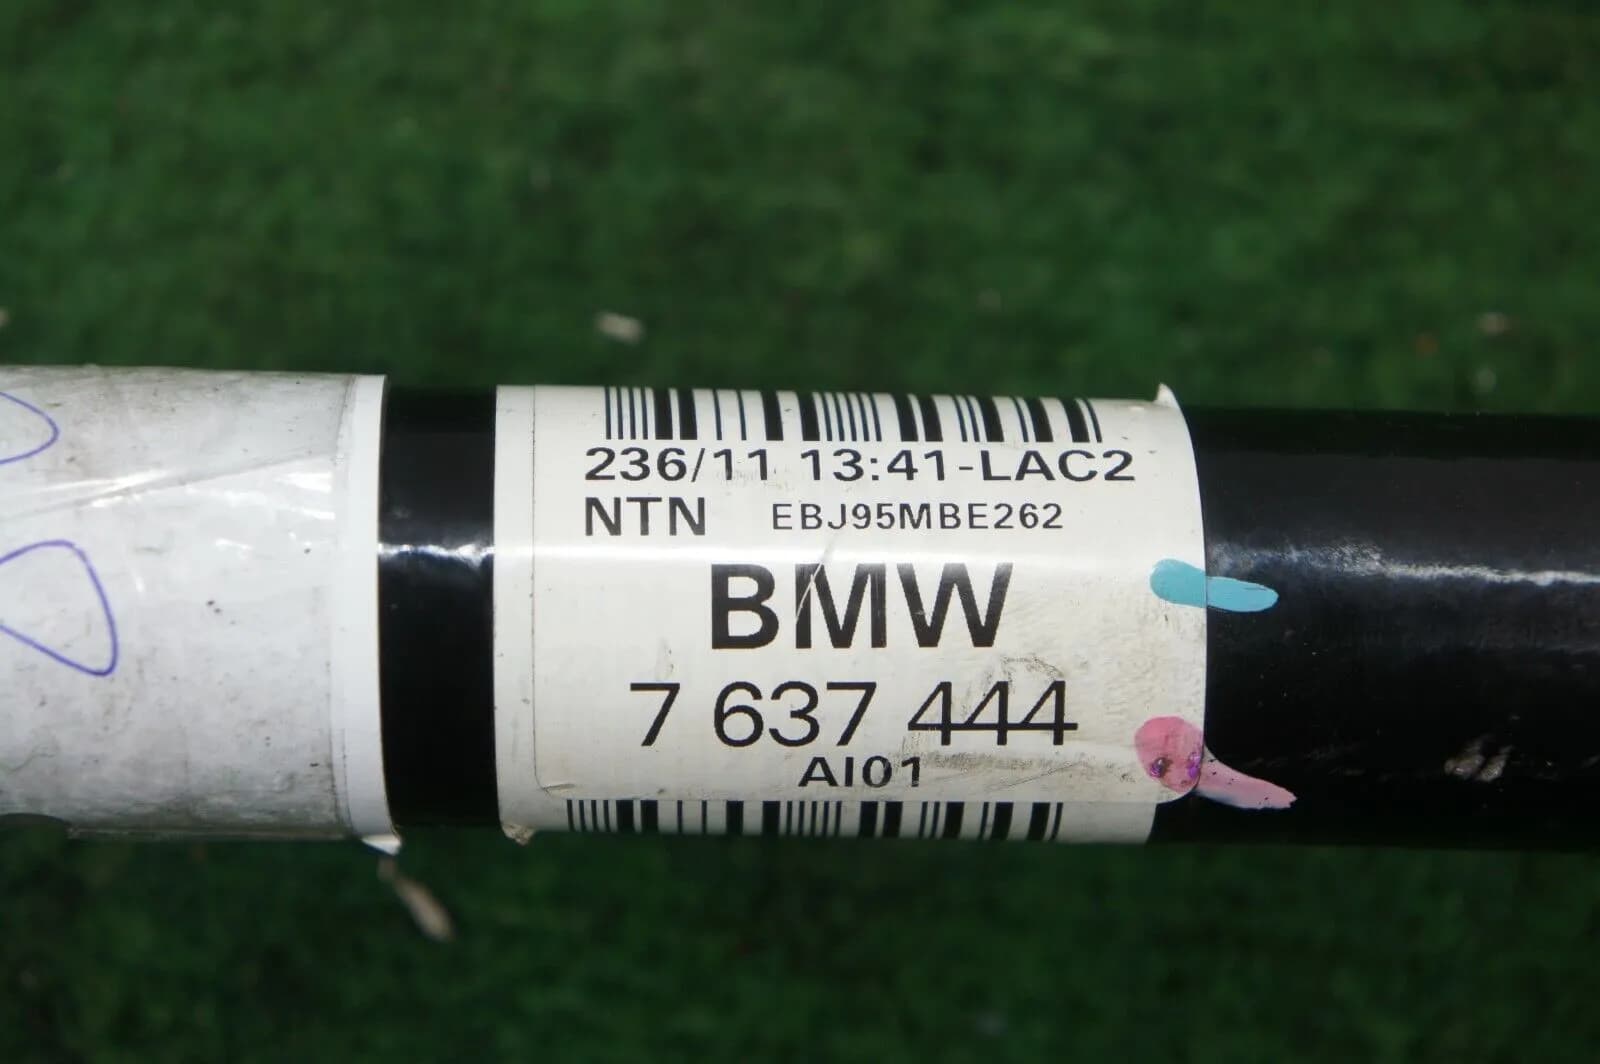 236/11 13:41-LAC2
NTN EBJ95MBE262
BMW
7 637 444
AI01